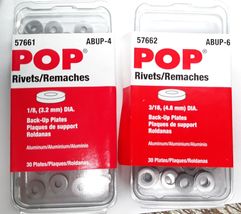 57661 ABUP-4
POP®
Rivets/Remaches
1/8, (3.2 mm) DIA.
Back-Up Plates
Plaques de support
Roldanas
Aluminum/Aluminium/Aluminio
30 Plates/Plaques/Roldanas
57662 ABUP-6
POP®
Rivets/Remaches
3/16, (4.8 mm) DIA.
Back-Up Plates
Plaques de support
Roldanas
Aluminum/Aluminium/Aluminio
30 Plates/Plaques/Roldanas